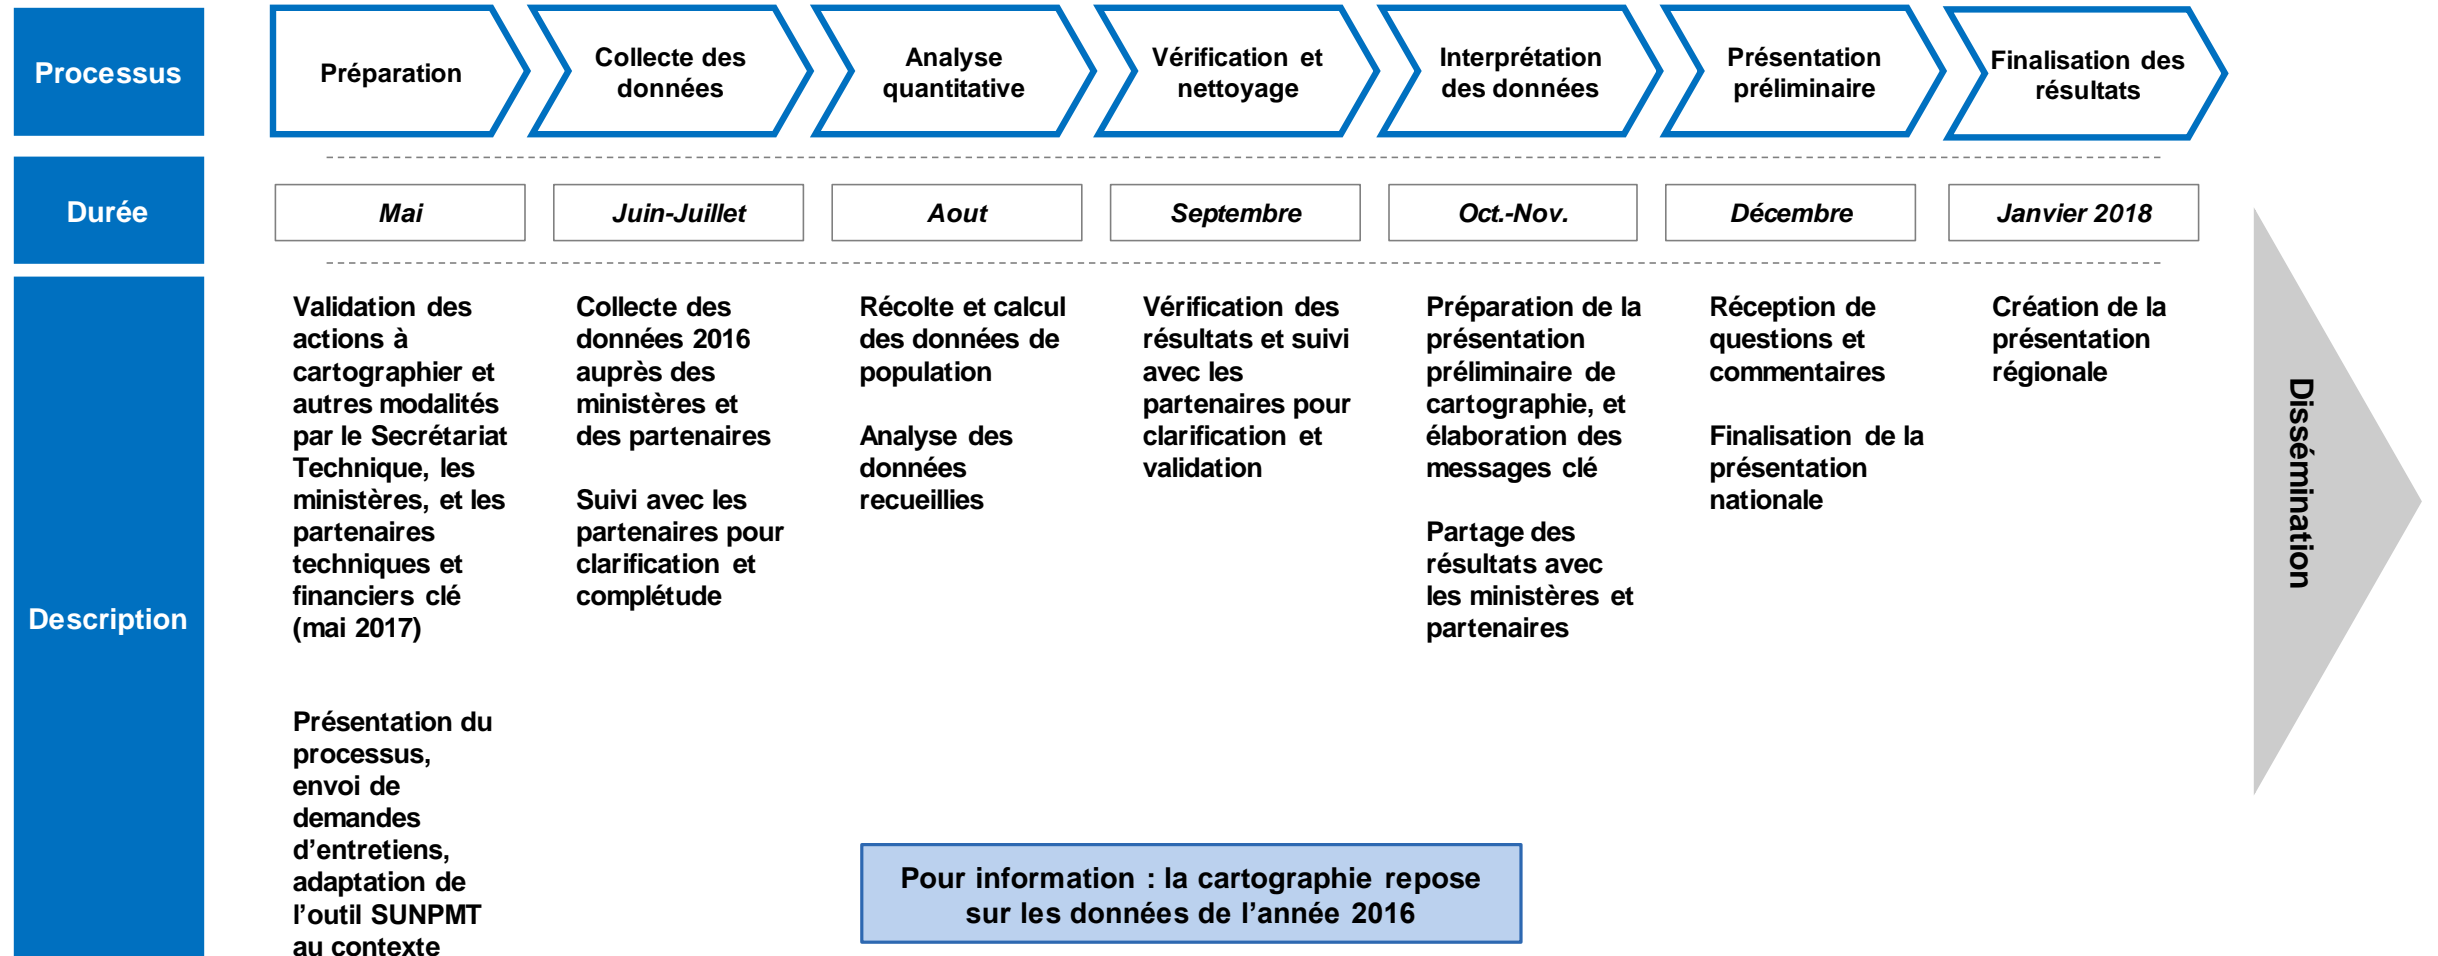 Processus
Préparation
Collecte des
données
Analyse
quantitative
Vérification et
nettoyage
Interprétation
des données
Présentation
préliminaire
Finalisation des
résultats
Durée
Mai
Juin-Juillet
Aout
Septembre
Oct.-Nov.
Décembre
Janvier 2018
Description
Validation des
actions à
cartographier et
autres modalités
par le Secrétariat
Technique, les
ministères, et les
partenaires
techniques et
financiers clé
(mai 2017)
Présentation du
processus,
envoi de
demandes
d'entretiens,
adaptation de
l'outil SUNPMT
au contexte
Collecte des
données 2016
auprès des
ministères et
des partenaires
Suivi avec les
partenaires pour
clarification et
complétude
Récolte et calcul
des données de
population
Analyse des
données
recueillies
Vérification des
résultats et suivi
avec les
partenaires pour
clarification et
validation
Préparation de la
présentation
préliminaire de
cartographie, et
élaboration des
messages clé
Partage des
résultats avec
les ministères et
partenaires
Réception de
questions et
commentaires
Finalisation de la
présentation
nationale
Création de la
présentation
régionale
Dissémination
Pour information : la cartographie repose
sur les données de l'année 2016